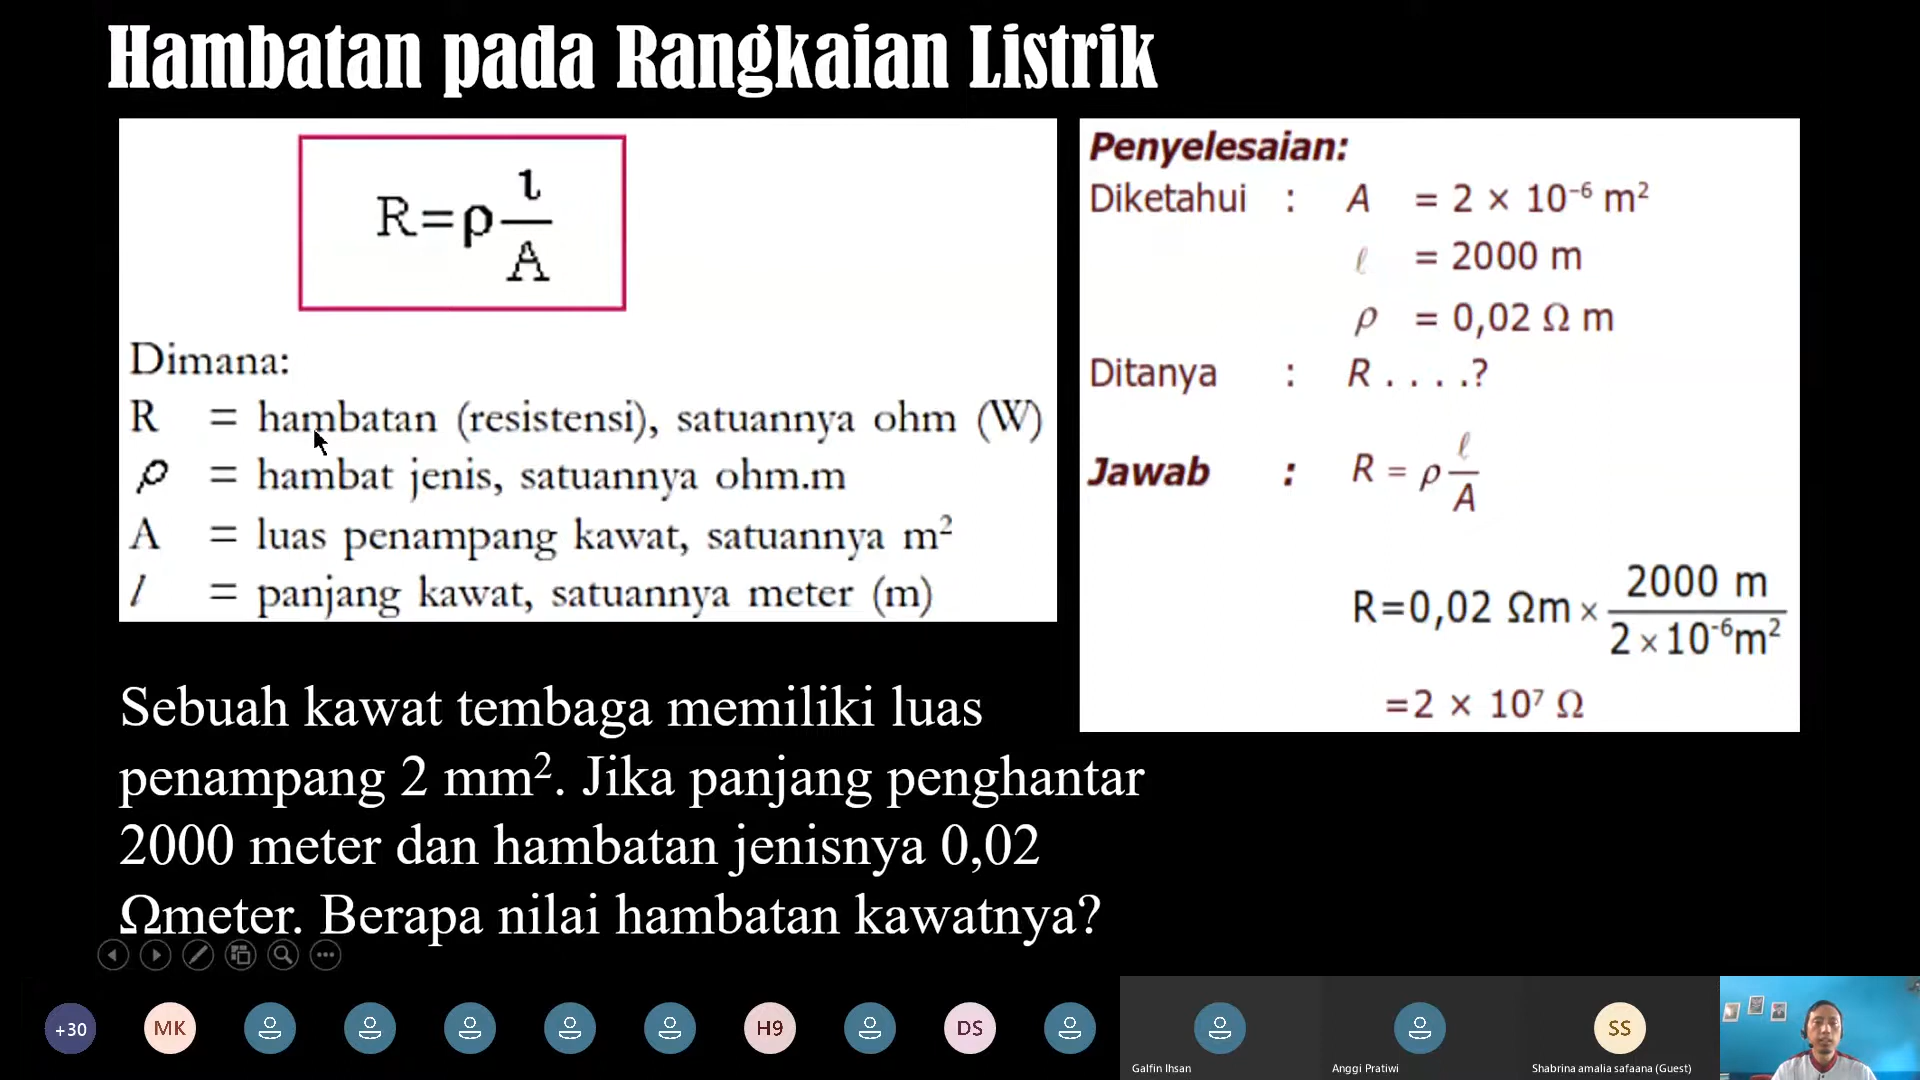 Hambatan pada Rangkaian Listrik
R=ρ ι/A
Dimana:
R = hambatan (resistensi), satuannya ohm (W)
ρ = hambat jenis, satuannya ohm.m
A = luas penampang kawat, satuannya m²
l = panjang kawat, satuannya meter (m)
Sebuah kawat tembaga memiliki luas
penampang 2 mm². Jika panjang penghantar
2000 meter dan hambatan jenisnya 0,02
Ωmeter. Berapa nilai hambatan kawatnya?
Penyelesaian:
Diketahui : A = 2 × 10⁻⁶ m²
ℓ = 2000 m
ρ = 0,02 Ω m
Ditanya : R . . . .?
Jawab : R = ρ ℓ/A
R=0,02 Ωm × 2000 m/2×10⁻⁶m²
=2 × 10⁷ Ω
+30 MK H9 DS SS
Galfin Ihsan Anggi Pratiwi Shabrina amalia safaana (Guest)